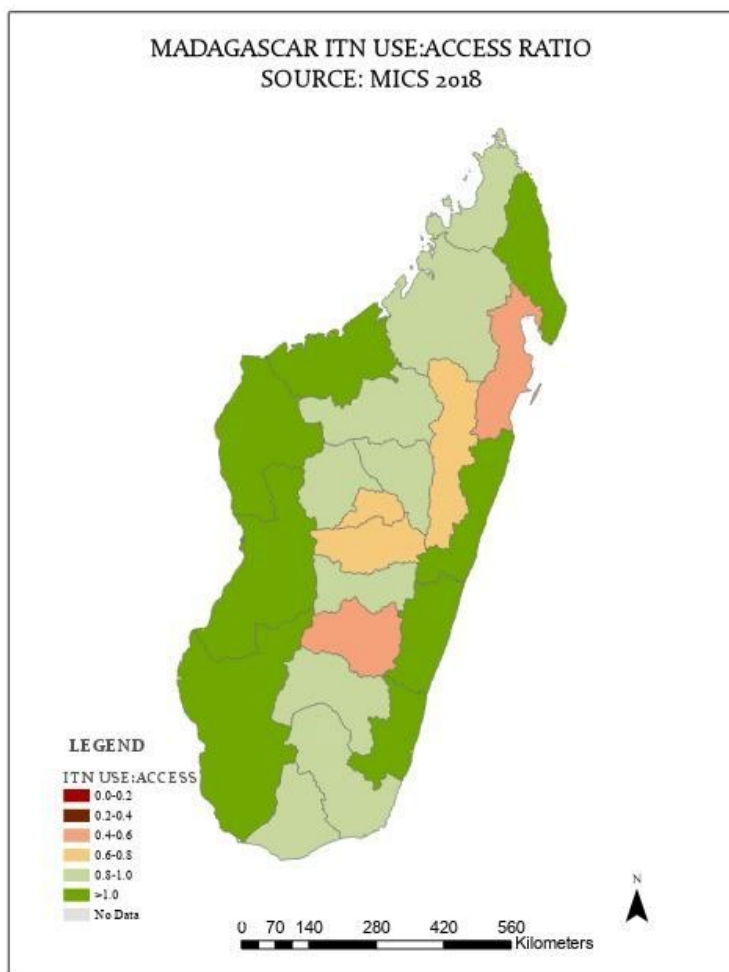 MADAGASCAR ITN USE:ACCESS RATIO
SOURCE: MICS 2018
LEGEND
ITN USE:ACCESS
0.0-0.2
0.2-0.4
0.4-0.6
0.6-0.8
0.8-1.0
>1.0
No Data
N
0 70 140 280 420 560
Kilometers